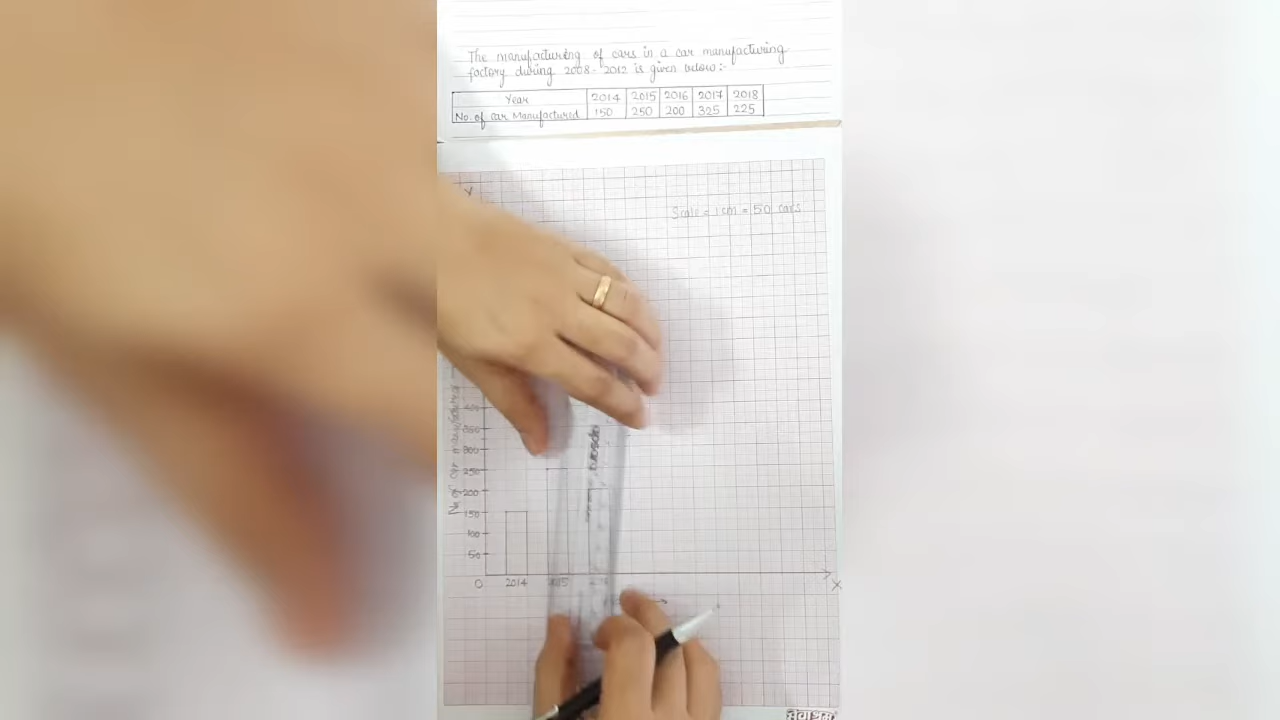 The manufacturing of cars in a car manufacturing
factory during 2008-2012 is given below:-
Year 2014 2015 2016 2017 2018
No. of car Manufactured 150 250 200 325 225
Y
Scale = 1 cm = 50 cars
350
300
250
200
150
100
50
0 2014 2015
X